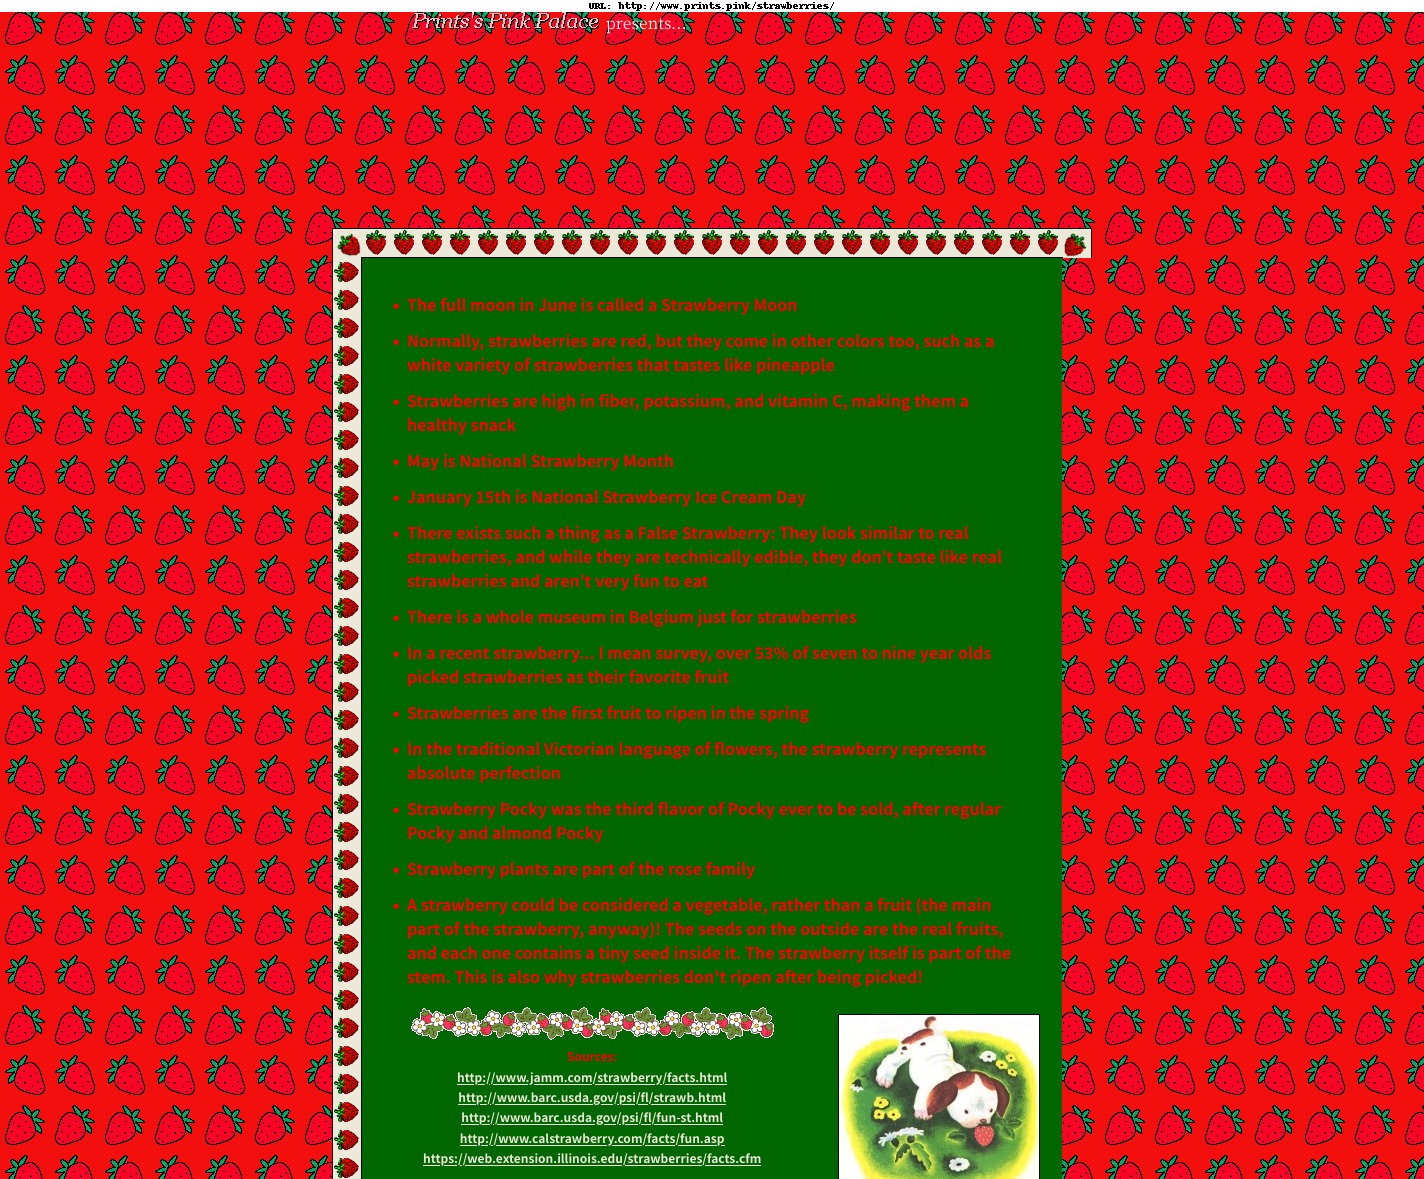 URL: http://www.prints.pink/strawberries/
Prints's Pink Palace presents...
• The full moon in June is called a Strawberry Moon
• Normally, strawberries are red, but they come in other colors too, such as a
white variety of strawberries that tastes like pineapple
• Strawberries are high in fiber, potassium, and vitamin C, making them a
healthy snack
• May is National Strawberry Month
• January 15th is National Strawberry Ice Cream Day
• There exists such a thing as a False Strawberry: They look similar to real
strawberries, and while they are technically edible, they don't taste like real
strawberries and aren't very fun to eat
• There is a whole museum in Belgium just for strawberries
• In a recent strawberry... I mean survey, over 53% of seven to nine year olds
picked strawberries as their favorite fruit
• Strawberries are the first fruit to ripen in the spring
• In the traditional Victorian language of flowers, the strawberry represents
absolute perfection
• Strawberry Pocky was the third flavor of Pocky ever to be sold, after regular
Pocky and almond Pocky
• Strawberry plants are part of the rose family
• A strawberry could be considered a vegetable, rather than a fruit (the main
part of the strawberry, anyway)! The seeds on the outside are the real fruits,
and each one contains a tiny seed inside it. The strawberry itself is part of the
stem. This is also why strawberries don't ripen after being picked!
Sources:
http://www.jamm.com/strawberry/facts.html
http://www.barc.usda.gov/psi/fl/strawb.html
http://www.barc.usda.gov/psi/fl/fun-st.html
http://www.calstrawberry.com/facts/fun.asp
https://web.extension.illinois.edu/strawberries/facts.cfm